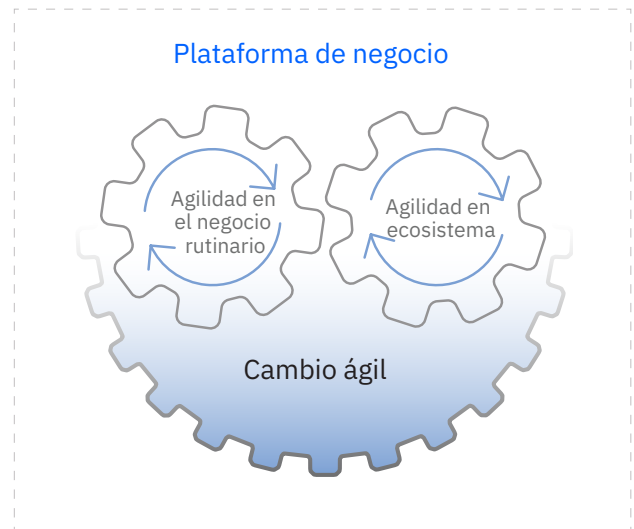 Plataforma de negocio
Agilidad en
el negocio
rutinario
Agilidad en
ecosistema
Cambio ágil